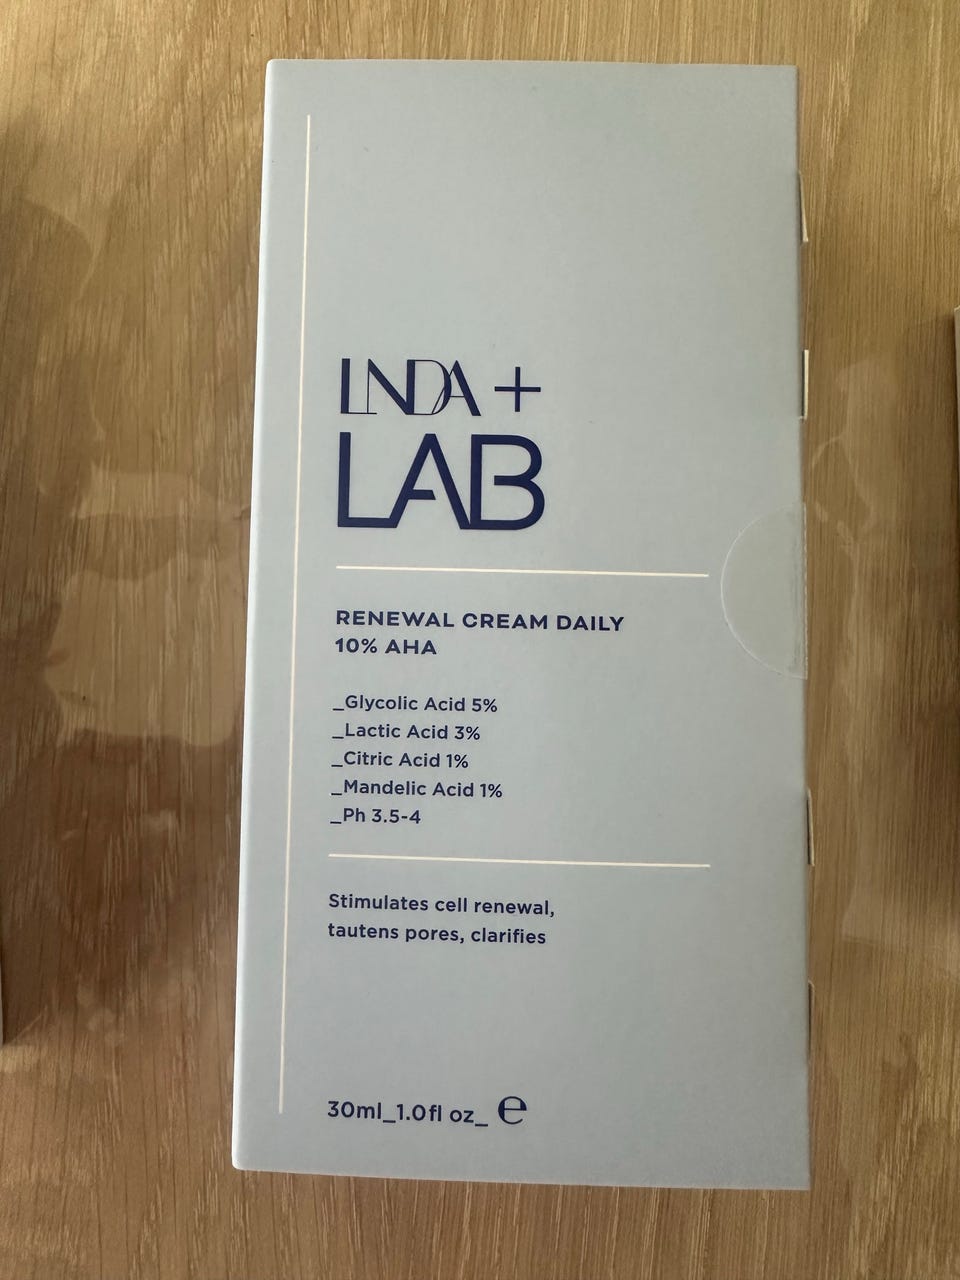 LNDA +
LAB
RENEWAL CREAM DAILY
10% AHA
_Glycolic Acid 5%
_Lactic Acid 3%
_Citric Acid 1%
_Mandelic Acid 1%
_Ph 3.5-4
Stimulates cell renewal,
tautens pores, clarifies
30ml_1.0fl oz_ ℮